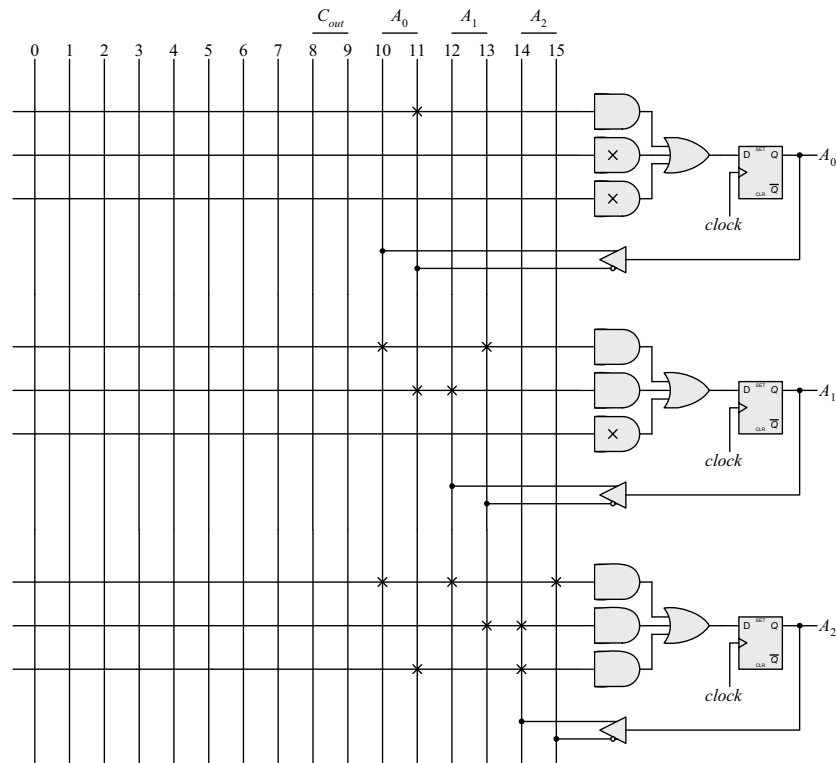 C_out A_0 A_1 A_2
0 1 2 3 4 5 6 7 8 9 10 11 12 13 14 15
D SET Q A_0
CLR Q̅
clock
D SET Q A_1
CLR Q̅
clock
D SET Q A_2
CLR Q̅
clock